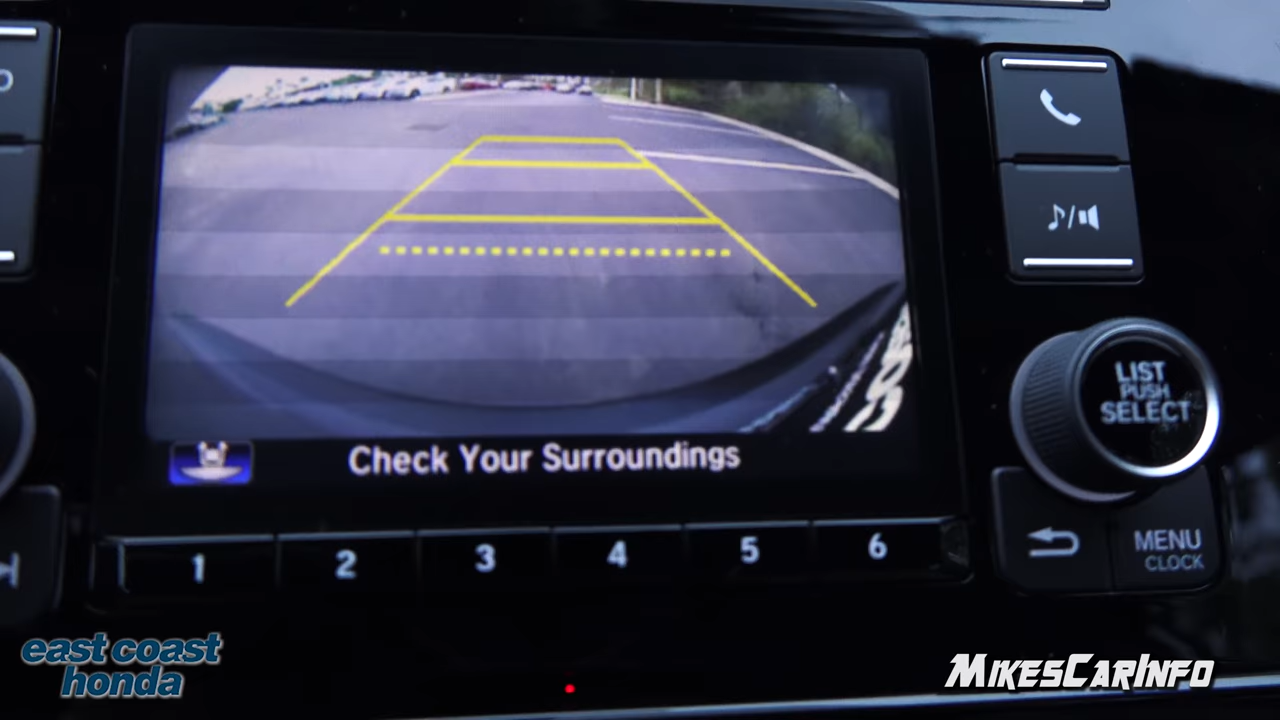 LIST
PUSH
SELECT
Check Your Surroundings
1 2 3 4 5 6
MENU
CLOCK
east coast
honda
MIKESCARINFO